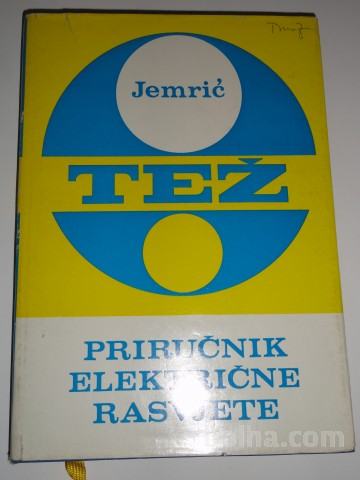 Jemrić
TEŽ
PRIRUČNIK
ELEKTRIČNE
RASVJETE